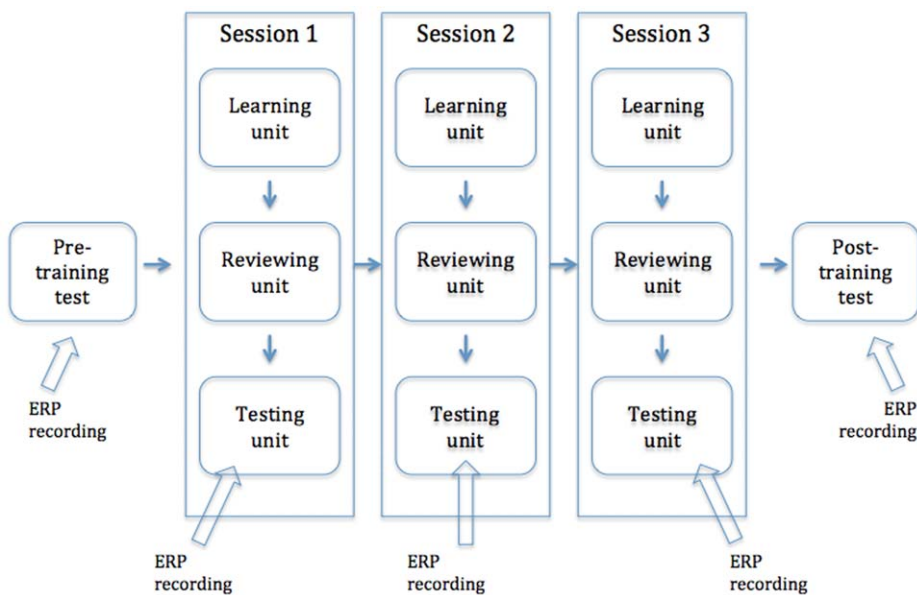 Session 1
Session 2
Session 3
Learning
unit
Learning
unit
Learning
unit
Pre-
training
test
Reviewing
unit
Reviewing
unit
Reviewing
unit
Post-
training
test
Testing
unit
Testing
unit
Testing
unit
ERP
recording
ERP
recording
ERP
recording
ERP
recording
ERP
recording